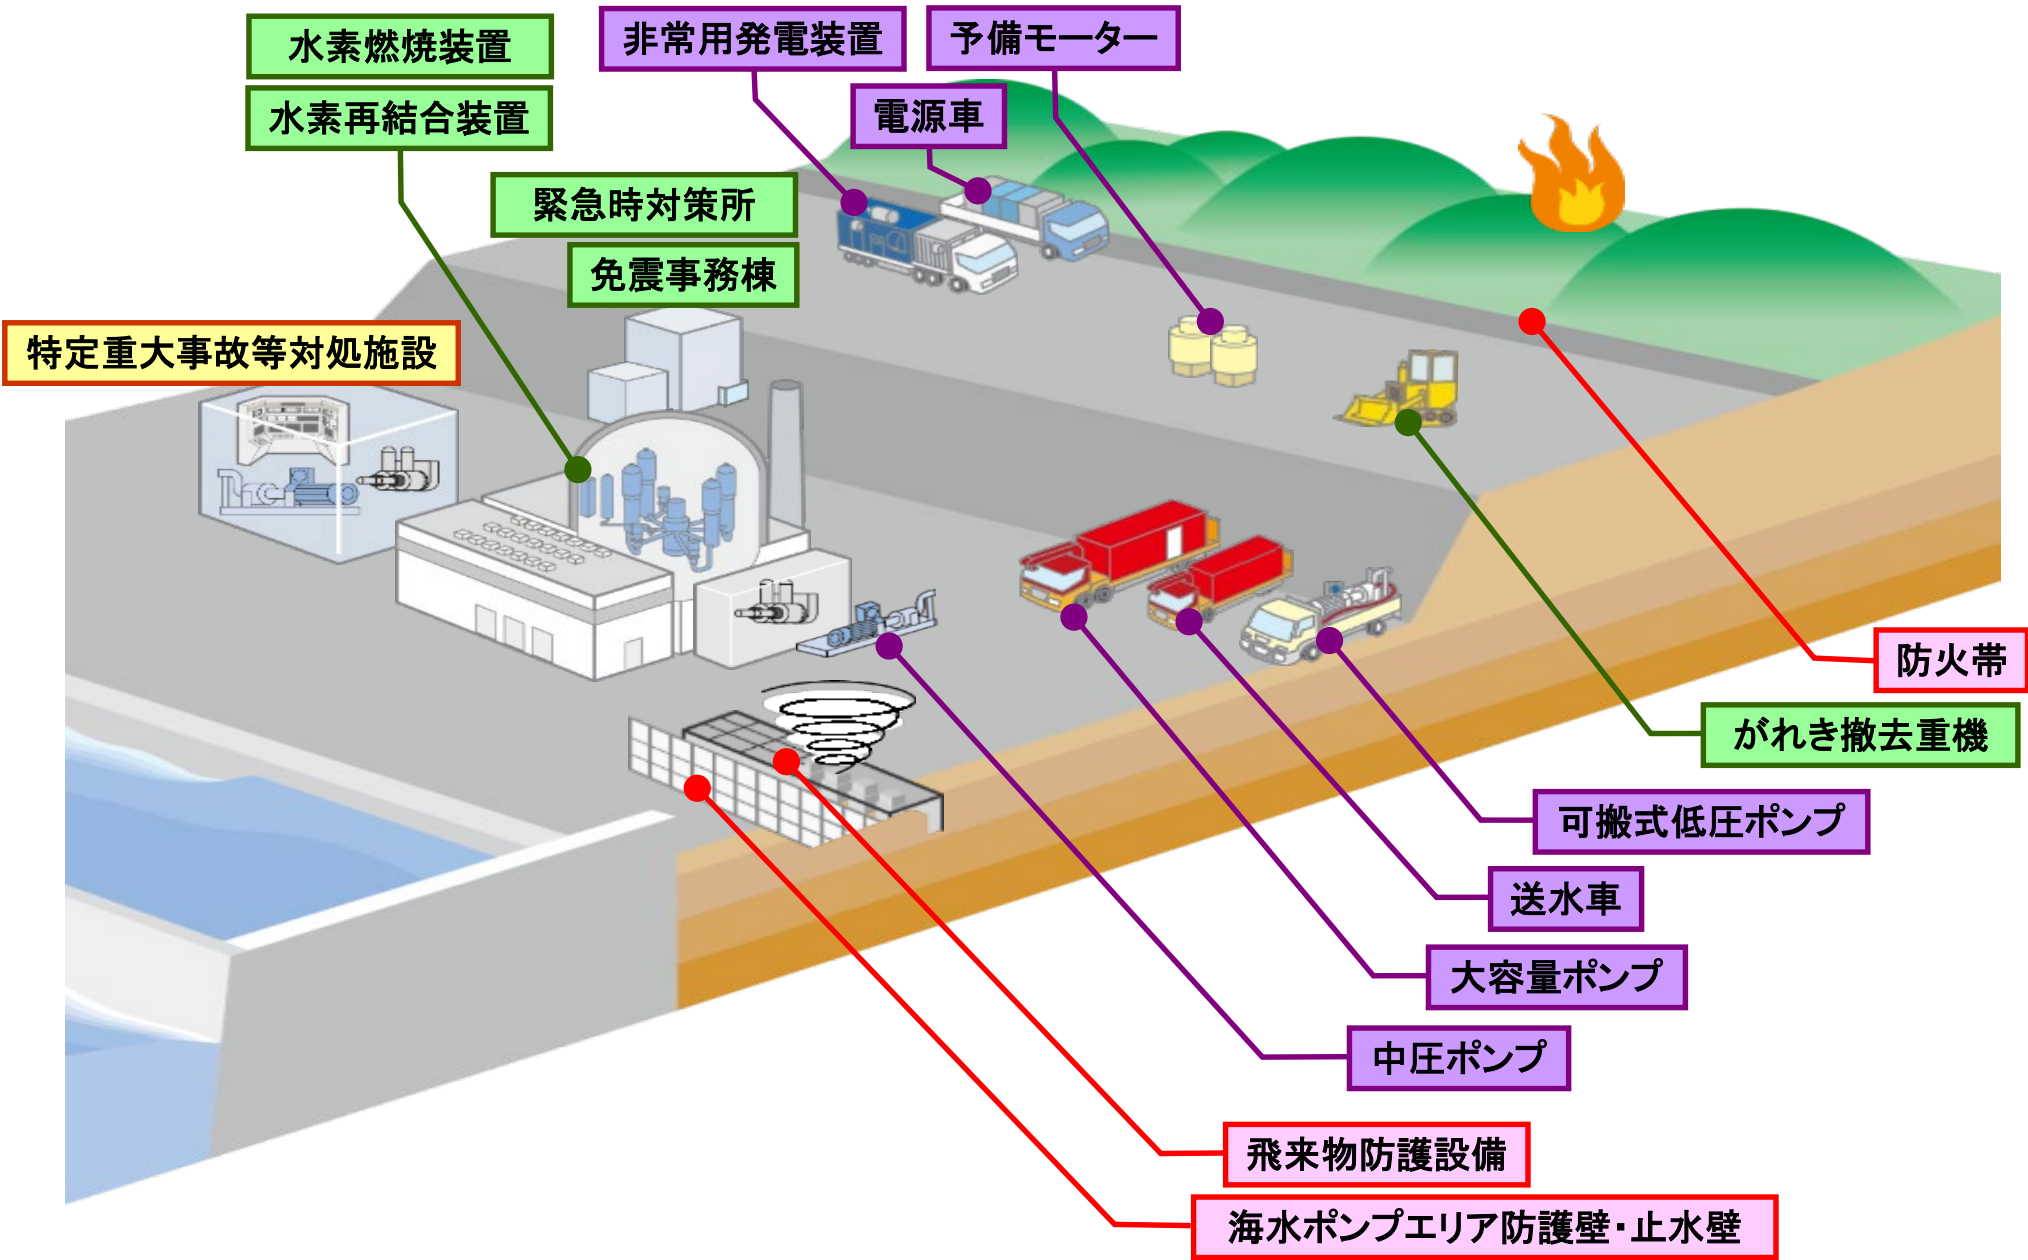 水素燃焼装置
水素再結合装置
非常用発電装置
予備モーター
電源車
緊急時対策所
免震事務棟
特定重大事故等対処施設
防火帯
がれき撤去重機
可搬式低圧ポンプ
送水車
大容量ポンプ
中圧ポンプ
飛来物防護設備
海水ポンプエリア防護壁・止水壁